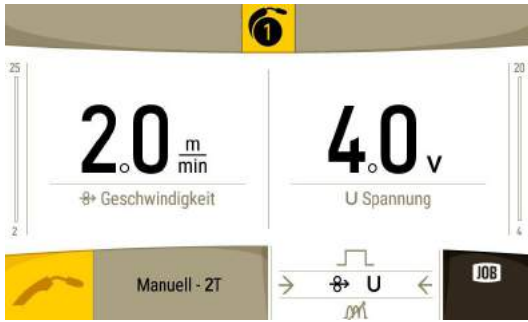 1
25
20
2.0 m/min
4.0 V
Geschwindigkeit
U Spannung
2
4
Manuell - 2T
U
JOB